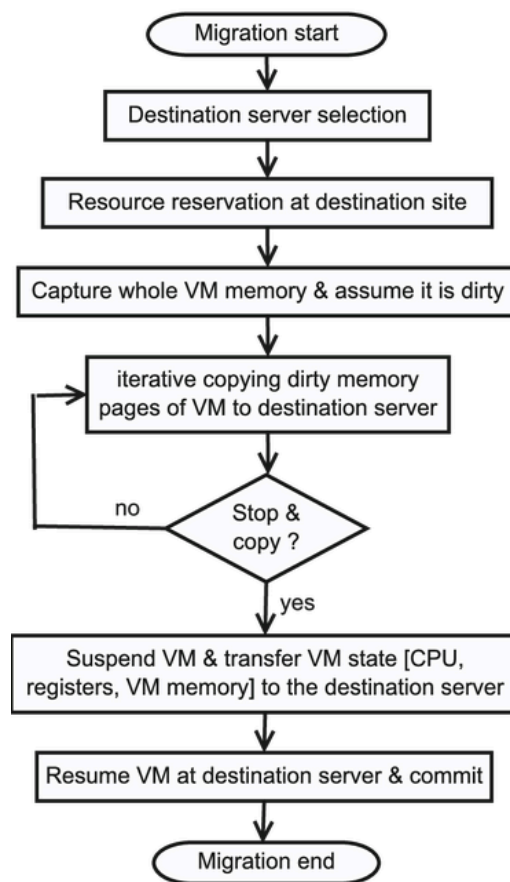 Migration start
Destination server selection
Resource reservation at destination site
Capture whole VM memory & assume it is dirty
iterative copying dirty memory
pages of VM to destination server
no
Stop &
copy ?
yes
Suspend VM & transfer VM state [CPU,
registers, VM memory] to the destination server
Resume VM at destination server & commit
Migration end